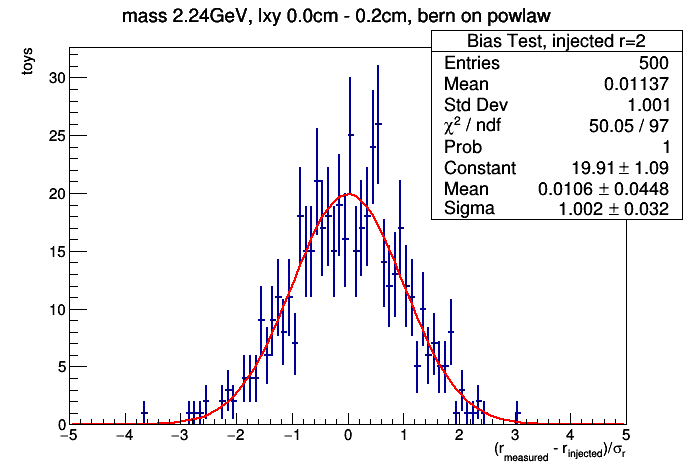 mass 2.24GeV, lxy 0.0cm - 0.2cm, bern on powlaw
Bias Test, injected r=2
Entries 500
Mean 0.01137
Std Dev 1.001
χ² / ndf 50.05 / 97
Prob 1
Constant 19.91 ± 1.09
Mean 0.0106 ± 0.0448
Sigma 1.002 ± 0.032
toys
30
25
20
15
10
5
0
−5 −4 −3 −2 −1 0 1 2 3 4 5
(r_measured - r_injected)/σ_r